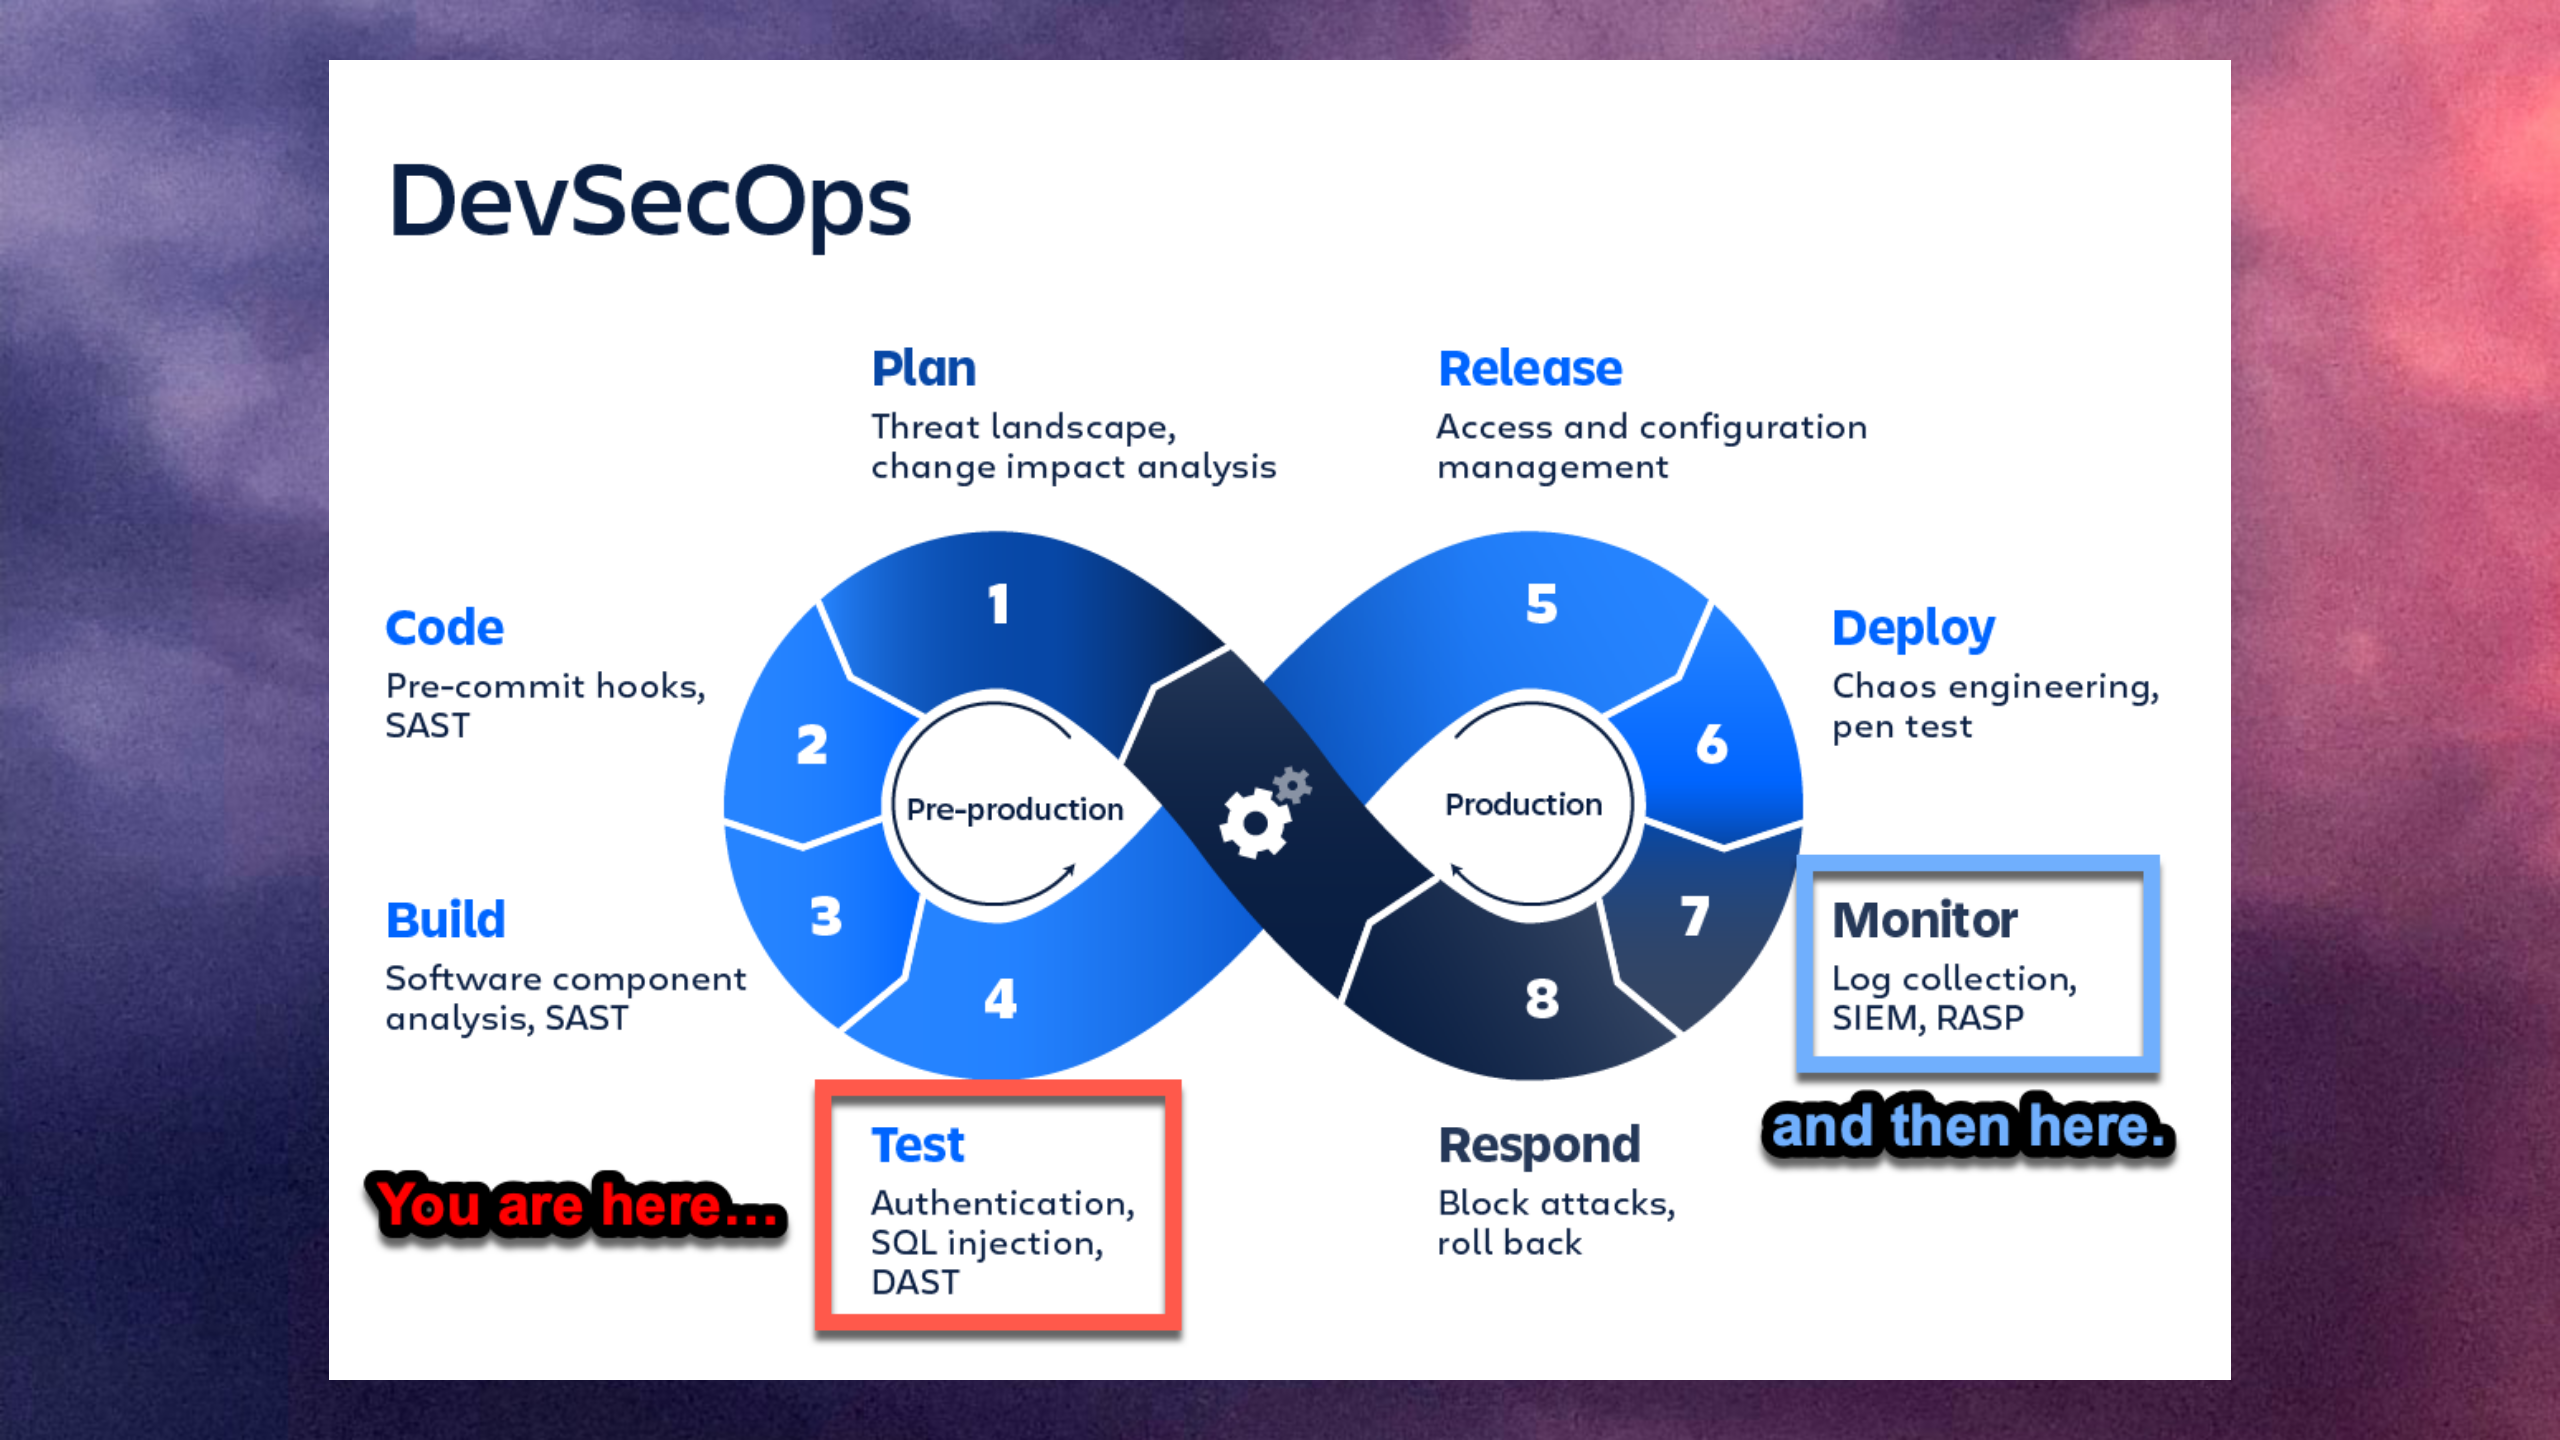 DevSecOps
Plan
Threat landscape,
change impact analysis
Release
Access and configuration
management
Code
Pre-commit hooks,
SAST
1
5
Deploy
Chaos engineering,
pen test
2
6
Pre-production
Production
Build
Software component
analysis, SAST
3
7
Monitor
Log collection,
SIEM, RASP
4
8
and then here.
You are here...
Test
Authentication,
SQL injection,
DAST
Respond
Block attacks,
roll back